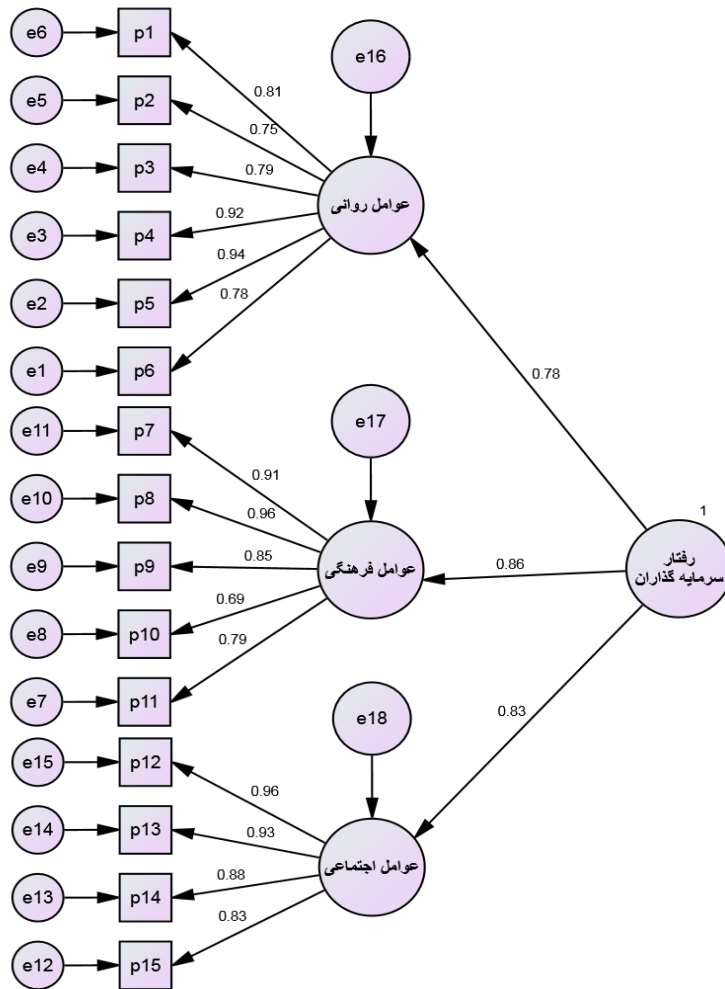 e6
p1
e16
0.81
e5
p2
0.75
e4
p3
0.79
عوامل روانی
e3
p4
0.92
e2
p5
0.94
e1
p6
0.78
0.78
e11
p7
e17
0.91
e10
p8
0.96
1
e9
p9
0.85
عوامل فرهنگی
0.86
رفتار
سرمایه گذاران
e8
p10
0.69
e7
p11
0.79
e18
0.83
e15
p12
0.96
e14
p13
0.93
عوامل اجتماعی
e13
p14
0.88
e12
p15
0.83